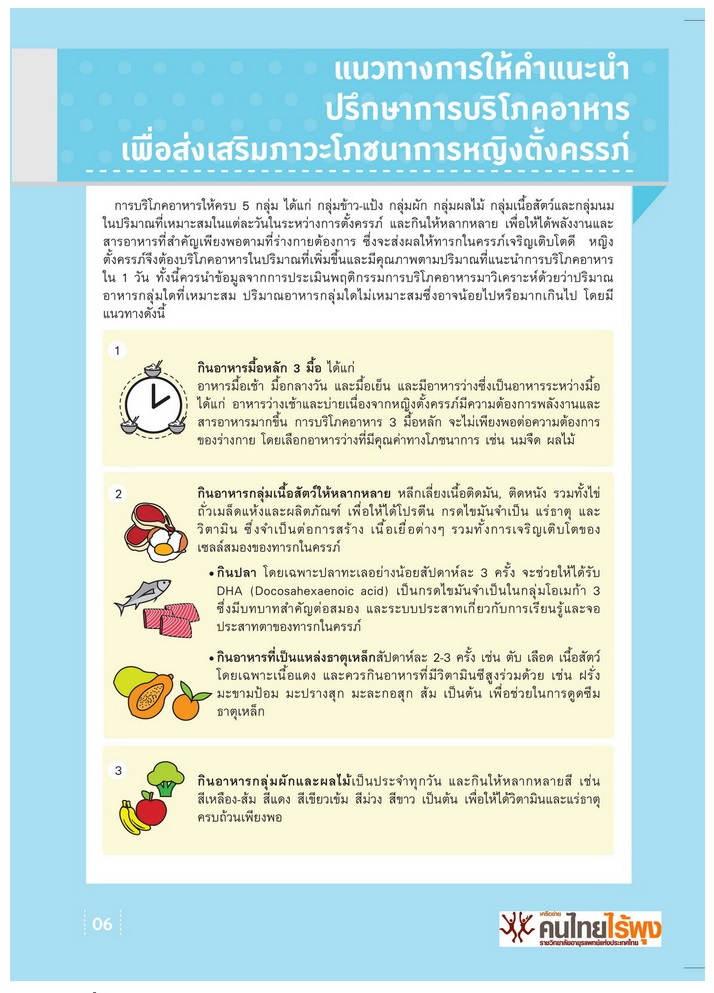 แนวทางการให้คำแนะนำ
ปรึกษาการบริโภคอาหาร
เพื่อส่งเสริมภาวะโภชนาการหญิงตั้งครรภ์
การบริโภคอาหารให้ครบ 5 กลุ่ม ได้แก่ กลุ่มข้าว-แป้ง กลุ่มผัก กลุ่มผลไม้ กลุ่มเนื้อสัตว์และกลุ่มนม
ในปริมาณที่เหมาะสมในแต่ละวันในระหว่างการตั้งครรภ์ และกินให้หลากหลาย เพื่อให้ได้พลังงานและ
สารอาหารที่สำคัญเพียงพอตามที่ร่างกายต้องการ ซึ่งจะส่งผลให้ทารกในครรภ์เจริญเติบโตดี หญิง
ตั้งครรภ์จึงต้องบริโภคอาหารในปริมาณที่เพิ่มขึ้นและมีคุณภาพตามปริมาณที่แนะนำการบริโภคอาหาร
ใน 1 วัน ทั้งนี้ควรนำข้อมูลจากการประเมินพฤติกรรมการบริโภคอาหารมาวิเคราะห์ด้วยว่าปริมาณ
อาหารกลุ่มใดที่เหมาะสม ปริมาณอาหารกลุ่มใดไม่เหมาะสมซึ่งอาจน้อยไปหรือมากเกินไป โดยมี
แนวทางดังนี้
1
กินอาหารมื้อหลัก 3 มื้อ ได้แก่
อาหารมื้อเช้า มื้อกลางวัน และมื้อเย็น และมีอาหารว่างซึ่งเป็นอาหารระหว่างมื้อ
ได้แก่ อาหารว่างเช้าและบ่ายเนื่องจากหญิงตั้งครรภ์มีความต้องการพลังงานและ
สารอาหารมากขึ้น การบริโภคอาหาร 3 มื้อหลัก จะไม่เพียงพอต่อความต้องการ
ของร่างกาย โดยเลือกอาหารว่างที่มีคุณค่าทางโภชนาการ เช่น นมจืด ผลไม้
2
กินอาหารกลุ่มเนื้อสัตว์ให้หลากหลาย หลีกเลี่ยงเนื้อติดมัน, ติดหนัง รวมทั้งไข่
ถั่วเมล็ดแห้งและผลิตภัณฑ์ เพื่อให้ได้โปรตีน กรดไขมันจำเป็น แร่ธาตุ และ
วิตามิน ซึ่งจำเป็นต่อการสร้าง เนื้อเยื่อต่างๆ รวมทั้งการเจริญเติบโตของ
เซลล์สมองของทารกในครรภ์
• กินปลา โดยเฉพาะปลาทะเลอย่างน้อยสัปดาห์ละ 3 ครั้ง จะช่วยให้ได้รับ
DHA (Docosahexaenoic acid) เป็นกรดไขมันจำเป็นในกลุ่มโอเมก้า 3
ซึ่งมีบทบาทสำคัญต่อสมอง และระบบประสาทเกี่ยวกับการเรียนรู้และจอ
ประสาทตาของทารกในครรภ์
• กินอาหารที่เป็นแหล่งธาตุเหล็กสัปดาห์ละ 2-3 ครั้ง เช่น ตับ เลือด เนื้อสัตว์
โดยเฉพาะเนื้อแดง และควรกินอาหารที่มีวิตามินซีสูงร่วมด้วย เช่น ฝรั่ง
มะขามป้อม มะปรางสุก มะละกอสุก ส้ม เป็นต้น เพื่อช่วยในการดูดซึม
ธาตุเหล็ก
3
กินอาหารกลุ่มผักและผลไม้เป็นประจำทุกวัน และกินให้หลากหลายสี เช่น
สีเหลือง-ส้ม สีแดง สีเขียวเข้ม สีม่วง สีขาว เป็นต้น เพื่อให้ได้วิตามินและแร่ธาตุ
ครบถ้วนเพียงพอ
06
เครือข่าย
คนไทยไร้พุง
ราชวิทยาลัยอายุรแพทย์แห่งประเทศไทย